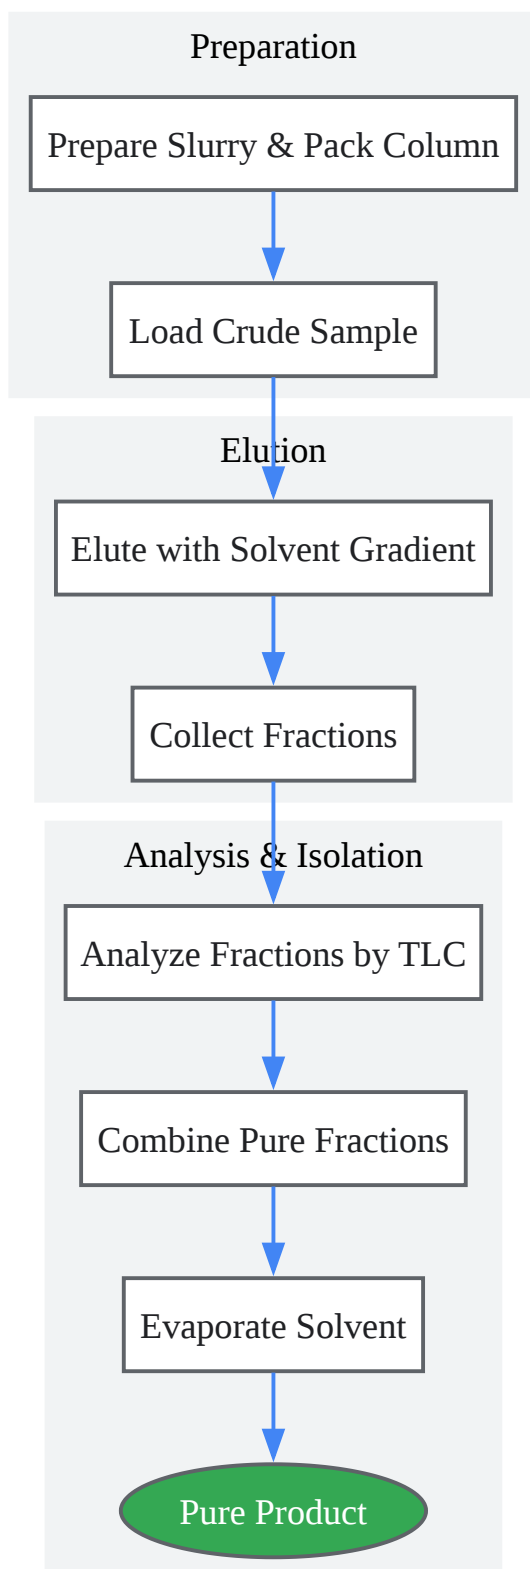 Preparation
Prepare Slurry & Pack Column
Load Crude Sample
Elution
Elute with Solvent Gradient
Collect Fractions
Analysis & Isolation
Analyze Fractions by TLC
Combine Pure Fractions
Evaporate Solvent
Pure Product